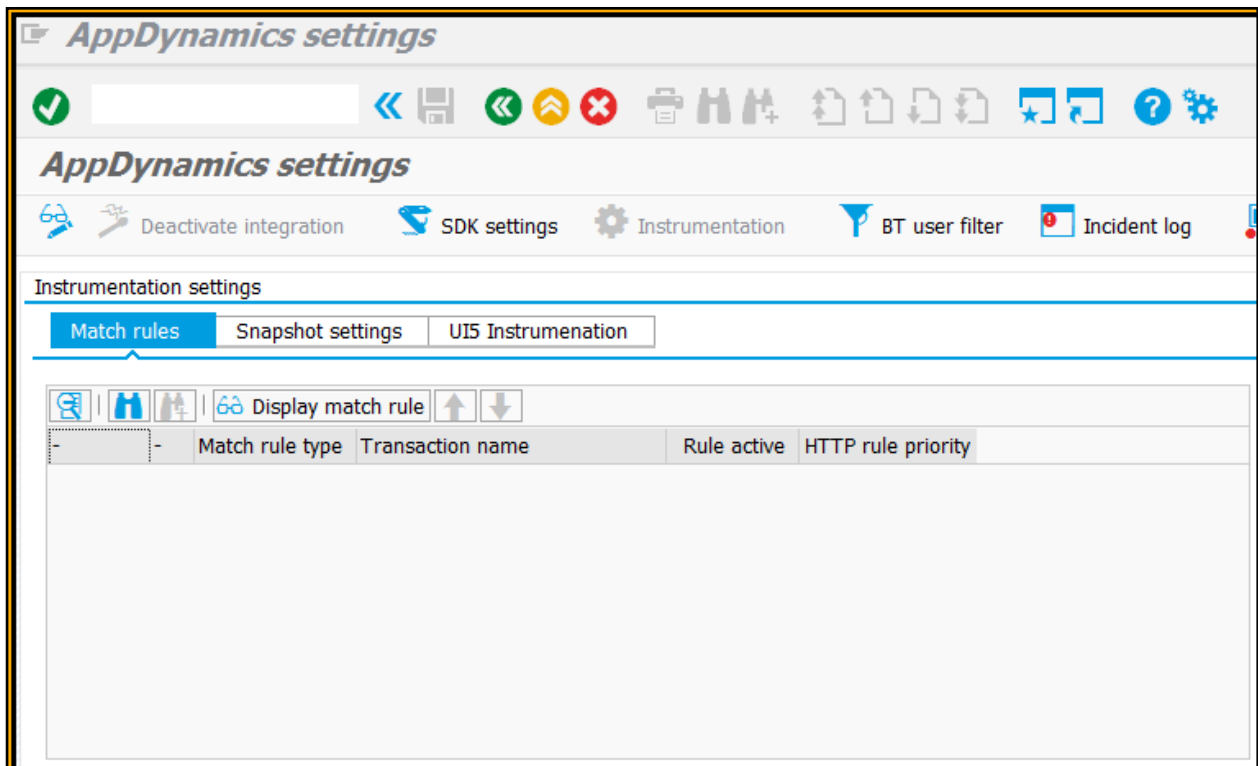 AppDynamics settings
AppDynamics settings
Deactivate integration SDK settings Instrumentation BT user filter Incident log
Instrumentation settings
Match rules Snapshot settings UI5 Instrumenation
Display match rule
- - Match rule type Transaction name Rule active HTTP rule priority